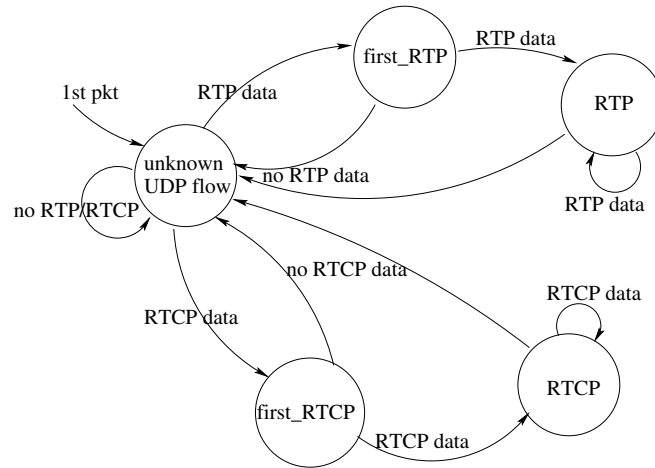 RTP data
first_RTP
RTP data
1st pkt
RTP
unknown
UDP flow
no RTP data
no RTP/RTCP
RTP data
no RTCP data
RTCP data
RTCP data
RTCP
first_RTCP
RTCP data